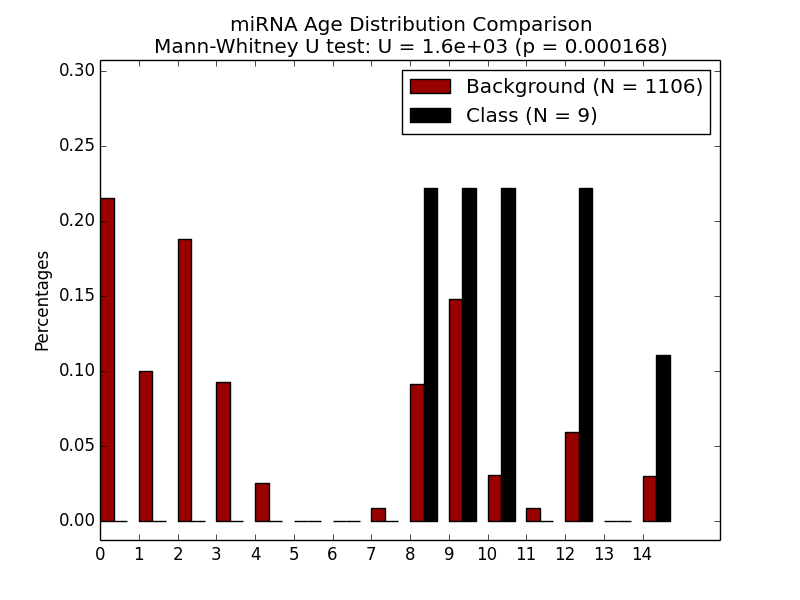 miRNA Age Distribution Comparison
Mann-Whitney U test: U = 1.6e+03 (p = 0.000168)
Background (N = 1106)
Class (N = 9)
Percentages
0.30
0.25
0.20
0.15
0.10
0.05
0.00
0 1 2 3 4 5 6 7 8 9 10 11 12 13 14